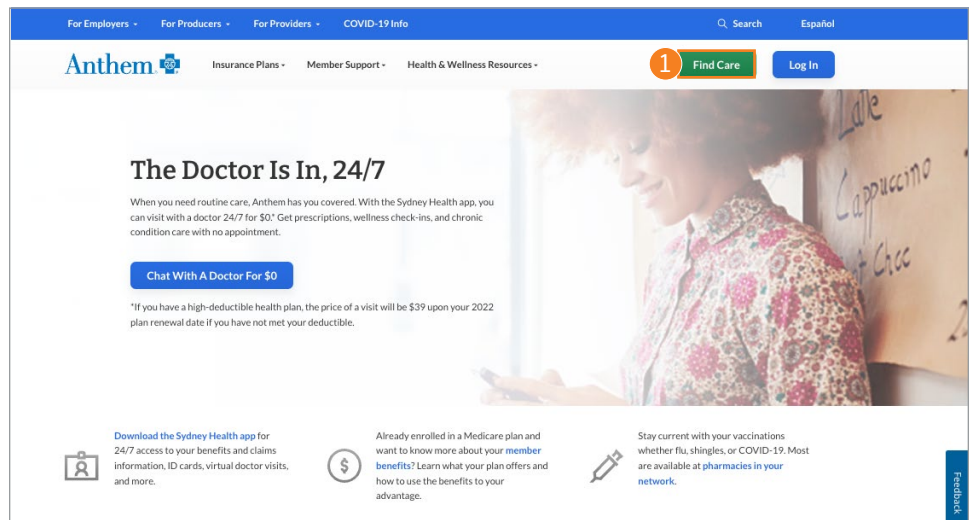 For Employers
For Producers
For Providers
COVID-19 Info
Search
Español
Anthem
Insurance Plans
Member Support
Health & Wellness Resources
1
Find Care
Log In
The Doctor Is In, 24/7
When you need routine care, Anthem has you covered. With the Sydney Health app, you
can visit with a doctor 24/7 for $0.* Get prescriptions, wellness check-ins, and chronic
condition care with no appointment.
Chat With A Doctor For $0
*If you have a high-deductible health plan, the price of a visit will be $39 upon your 2022
plan renewal date if you have not met your deductible.
Latte
Cappuccino
Download the Sydney Health app for
24/7 access to your benefits and claims
information, ID cards, virtual doctor visits,
and more.
$
Already enrolled in a Medicare plan and
want to know more about your member
benefits? Learn what your plan offers and
how to use the benefits to your
advantage.
Stay current with your vaccinations
whether flu, shingles, or COVID-19. Most
are available at pharmacies in your
network.
Feedback